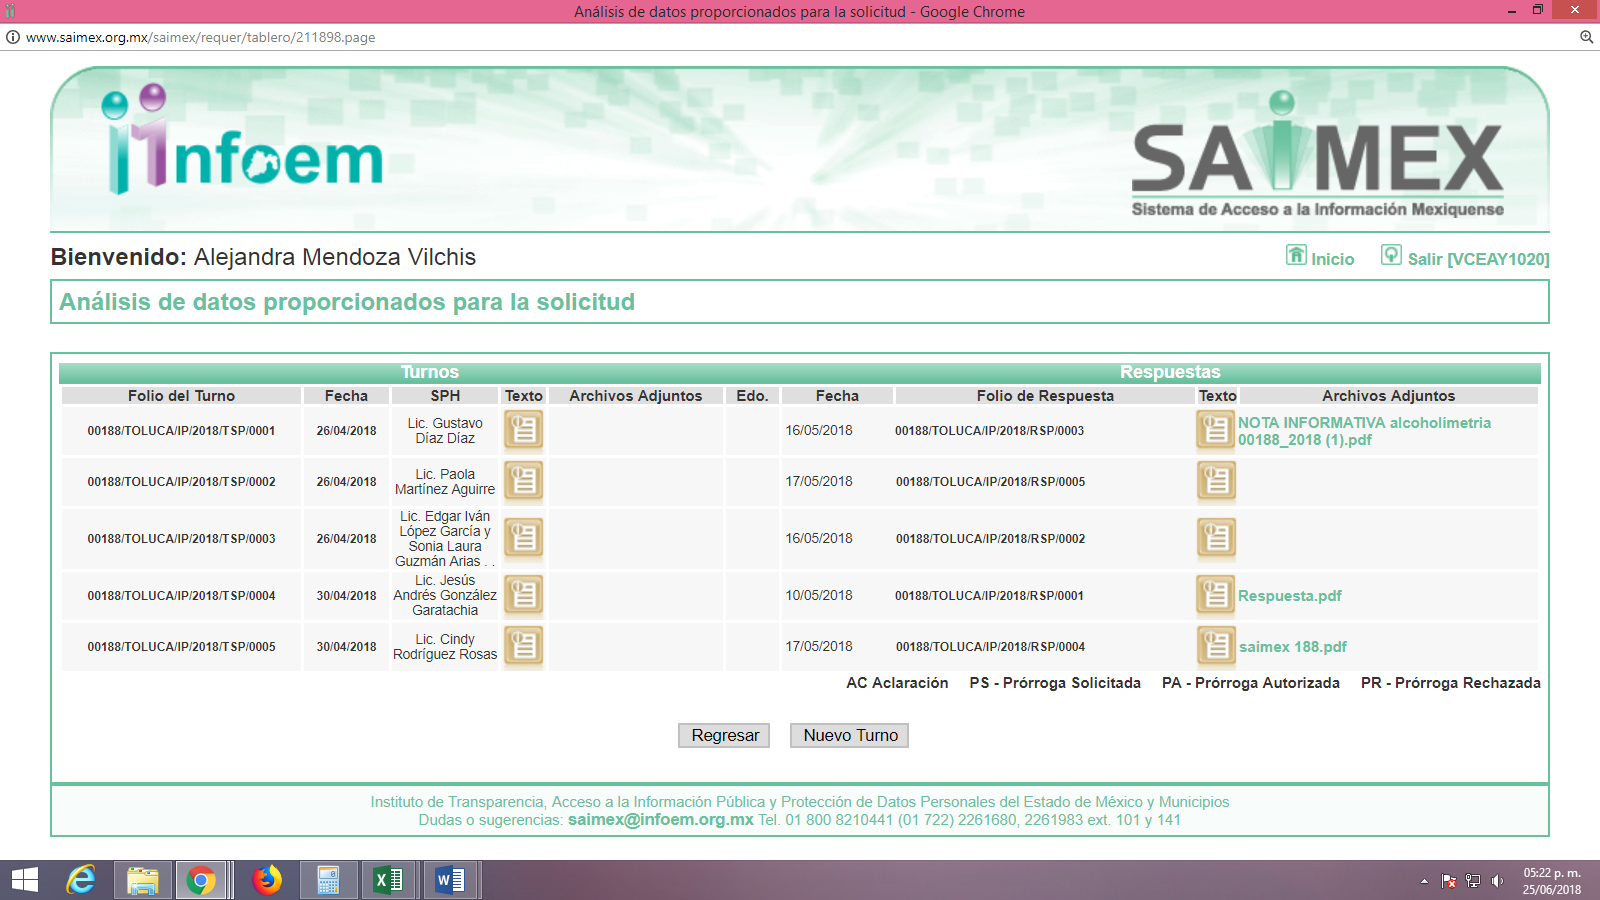 Análisis de datos proporcionados para la solicitud - Google Chrome
www.saimex.org.mx/saimex/requer/tablero/211898.page
infoem
SAIMEX
Sistema de Acceso a la Información Mexiquense
Bienvenido: Alejandra Mendoza Vilchis
Inicio Salir [VCEAY1020]
Análisis de datos proporcionados para la solicitud
Turnos Respuestas
Folio del Turno Fecha SPH Texto Archivos Adjuntos Edo. Fecha Folio de Respuesta Texto Archivos Adjuntos
00188/TOLUCA/IP/2018/TSP/0001 26/04/2018 Lic. Gustavo Díaz Díaz 16/05/2018 00188/TOLUCA/IP/2018/RSP/0003 NOTA INFORMATIVA alcoholímetria 00188_2018 (1).pdf
00188/TOLUCA/IP/2018/TSP/0002 26/04/2018 Lic. Paola Martínez Aguirre 17/05/2018 00188/TOLUCA/IP/2018/RSP/0005
00188/TOLUCA/IP/2018/TSP/0003 26/04/2018 Lic. Edgar Iván López García y Sonia Laura Guzmán Arias . . 16/05/2018 00188/TOLUCA/IP/2018/RSP/0002
00188/TOLUCA/IP/2018/TSP/0004 30/04/2018 Lic. Jesús Andrés González Garatachia 10/05/2018 00188/TOLUCA/IP/2018/RSP/0001 Respuesta.pdf
00188/TOLUCA/IP/2018/TSP/0005 30/04/2018 Lic. Cindy Rodríguez Rosas 17/05/2018 00188/TOLUCA/IP/2018/RSP/0004 saimex 188.pdf
AC Aclaración PS - Prórroga Solicitada PA - Prórroga Autorizada PR - Prórroga Rechazada
Regresar Nuevo Turno
Instituto de Transparencia, Acceso a la Información Pública y Protección de Datos Personales del Estado de México y Municipios
Dudas o sugerencias: saimex@infoem.org.mx Tel. 01 800 8210441 (01 722) 2261680, 2261983 ext. 101 y 141
05:22 p. m.
25/06/2018